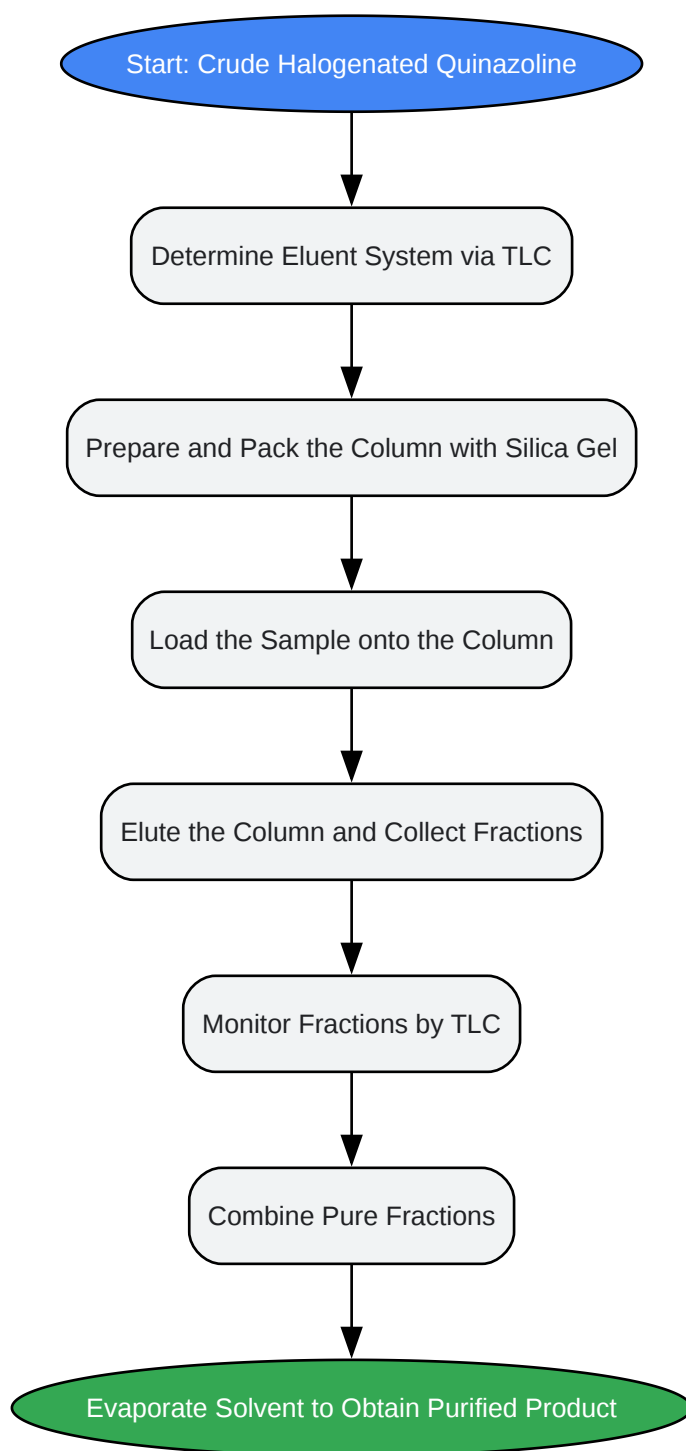 Start: Crude Halogenated Quinazoline
Determine Eluent System via TLC
Prepare and Pack the Column with Silica Gel
Load the Sample onto the Column
Elute the Column and Collect Fractions
Monitor Fractions by TLC
Combine Pure Fractions
Evaporate Solvent to Obtain Purified Product